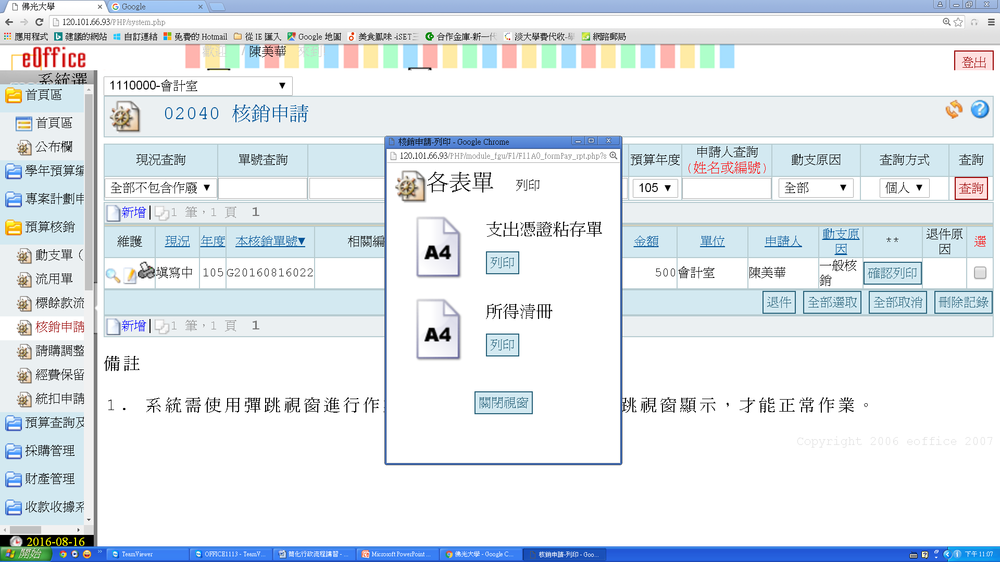 佛光大學
Google
120.101.66.93/PHP/system.php
應用程式
建議的網站
自訂連結
免費的 Hotmail
從 IE 匯入
Google 地圖
美食鳳味 -iSET三
合作金庫-新一代
淡大學費代收-學
網路郵局
eOffice
歡迎 / 陳美華 來到
登出
系統選
首頁區
首頁區
公布欄
學年預算編
專案計劃申
預算核銷
動支單（
流用單
標餘款流
核銷申請
請購調整
經費保留
統扣申請
預算查詢及
採購管理
財產管理
收款收據系
2016-08-16
1110000-會計室
02040 核銷申請
現況查詢
單號查詢
預算年度
申請人查詢
(姓名或編號)
動支原因
查詢方式
查詢
全部不包含作廢
105
全部
個人
查詢
新增
1 筆，1 頁 1
維護
現況
年度
本核銷單號▼
相關編
金額
單位
申請人
動支原因
**
退件原因
選
填寫中
105
G20160816022
500
會計室
陳美華
一般核銷
確認列印
退件
全部選取
全部取消
刪除記錄
新增
1 筆，1 頁 1
備註
1. 系統需使用彈跳視窗進行作
跳視窗顯示，才能正常作業。
Copyright 2006 eoffice 2007
核銷申請-列印 - Google Chrome
120.101.66.93/PHP/module_fgu/F1/F11A0_formPay_rpt.php?s
各表單 列印
A4
支出憑證粘存單
列印
A4
所得清冊
列印
關閉視窗
開始
TeamViewer
OFFICE1113 - TeamV...
簡化行政流程講習 - ...
Microsoft PowerPoint ...
佛光大學 - Google C...
核銷申請-列印 - Goo...
下午 11:07